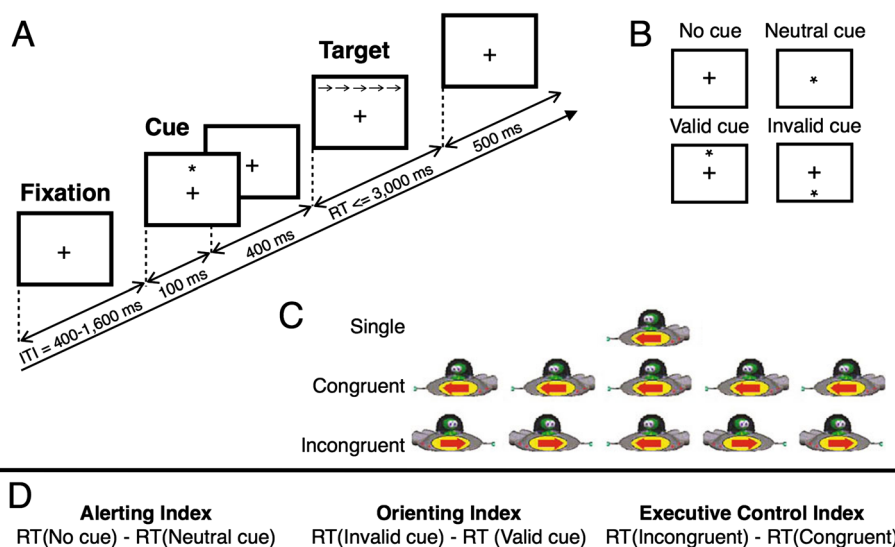 A
Fixation
+
ITI = 400-1,600 ms
Cue
*
+
+
100 ms
400 ms
Target
→→→→→
+
RT <= 3,000 ms
+
500 ms
B
No cue Neutral cue
+ *
Valid cue Invalid cue
*
+ +
*
C
Single
Congruent
Incongruent
D
Alerting Index Orienting Index Executive Control Index
RT(No cue) - RT(Neutral cue) RT(Invalid cue) - RT (Valid cue) RT(Incongruent) - RT(Congruent)